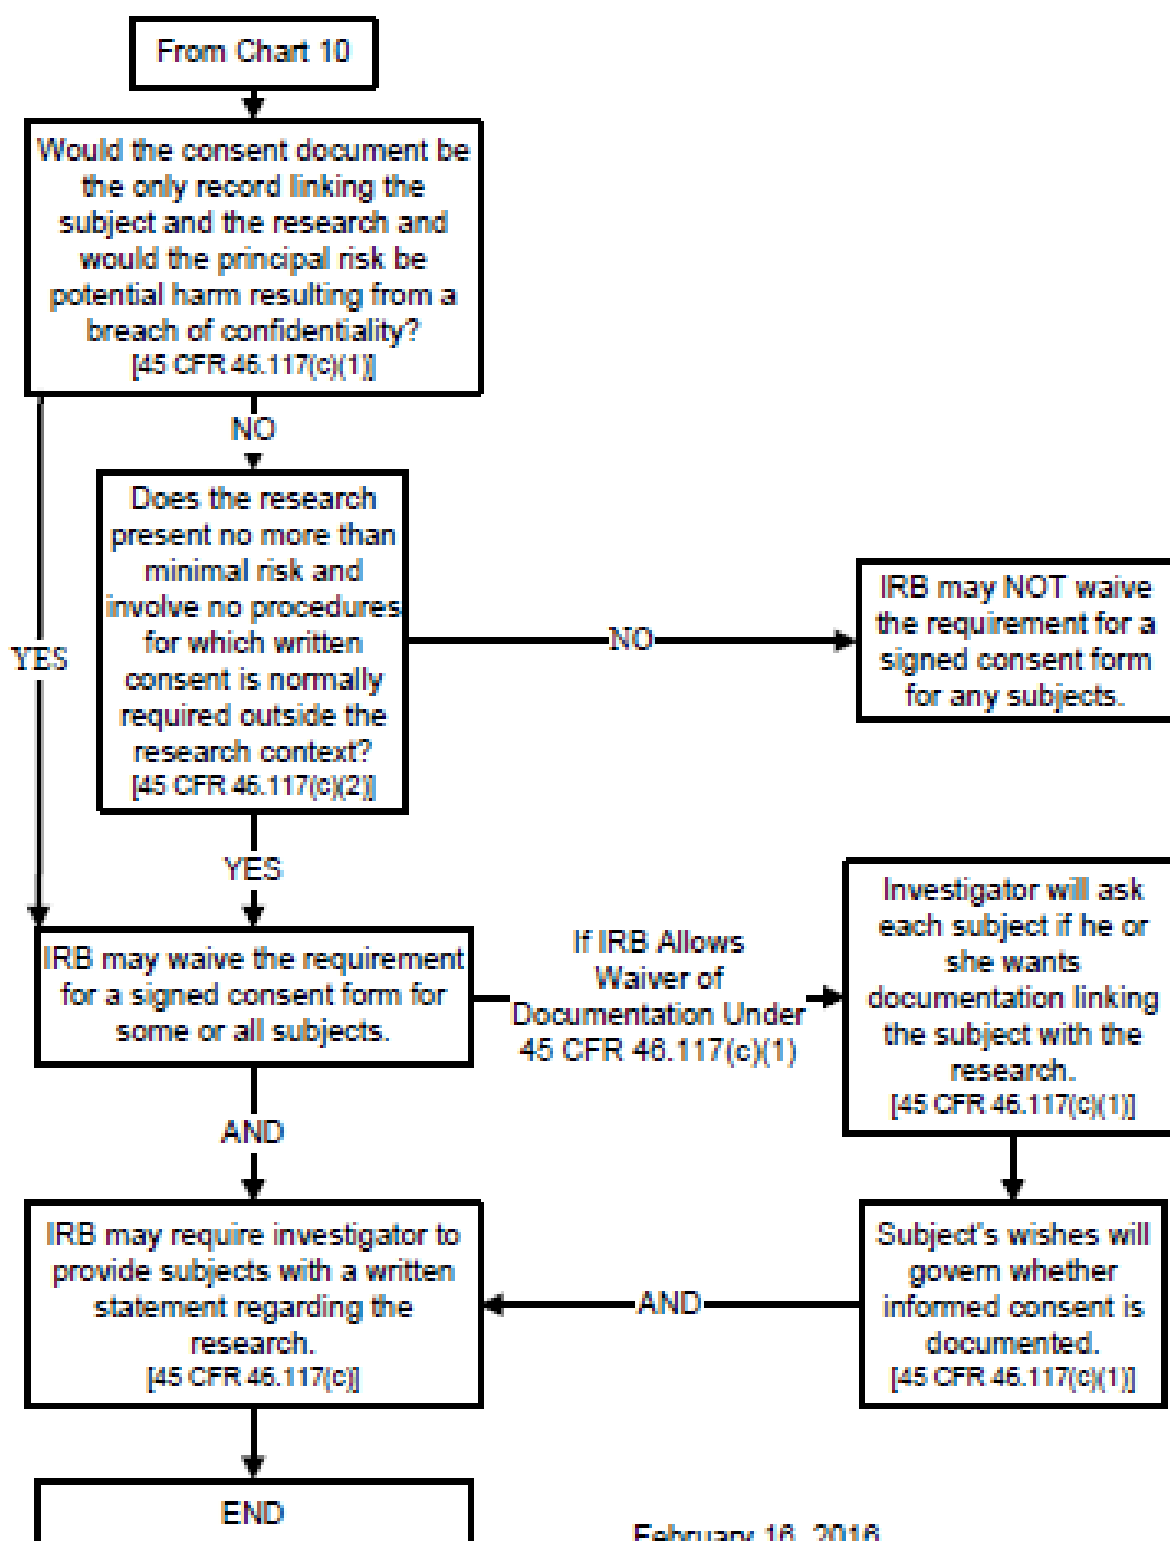 From Chart 10
Would the consent document be
the only record linking the
subject and the research and
would the principal risk be
potential harm resulting from a
breach of confidentiality?
[45 CFR 46.117(c)(1)]
NO
YES
Does the research
present no more than
minimal risk and
involve no procedures
for which written
consent is normally
required outside the
research context?
[45 CFR 46.117(c)(2)]
NO
IRB may NOT waive
the requirement for a
signed consent form
for any subjects.
YES
IRB may waive the requirement
for a signed consent form for
some or all subjects.
If IRB Allows
Waiver of
Documentation Under
45 CFR 46.117(c)(1)
Investigator will ask
each subject if he or
she wants
documentation linking
the subject with the
research.
[45 CFR 46.117(c)(1)]
AND
IRB may require investigator to
provide subjects with a written
statement regarding the
research.
[45 CFR 46.117(c)]
AND
Subject's wishes will
govern whether
informed consent is
documented.
[45 CFR 46.117(c)(1)]
END
February 16, 2016